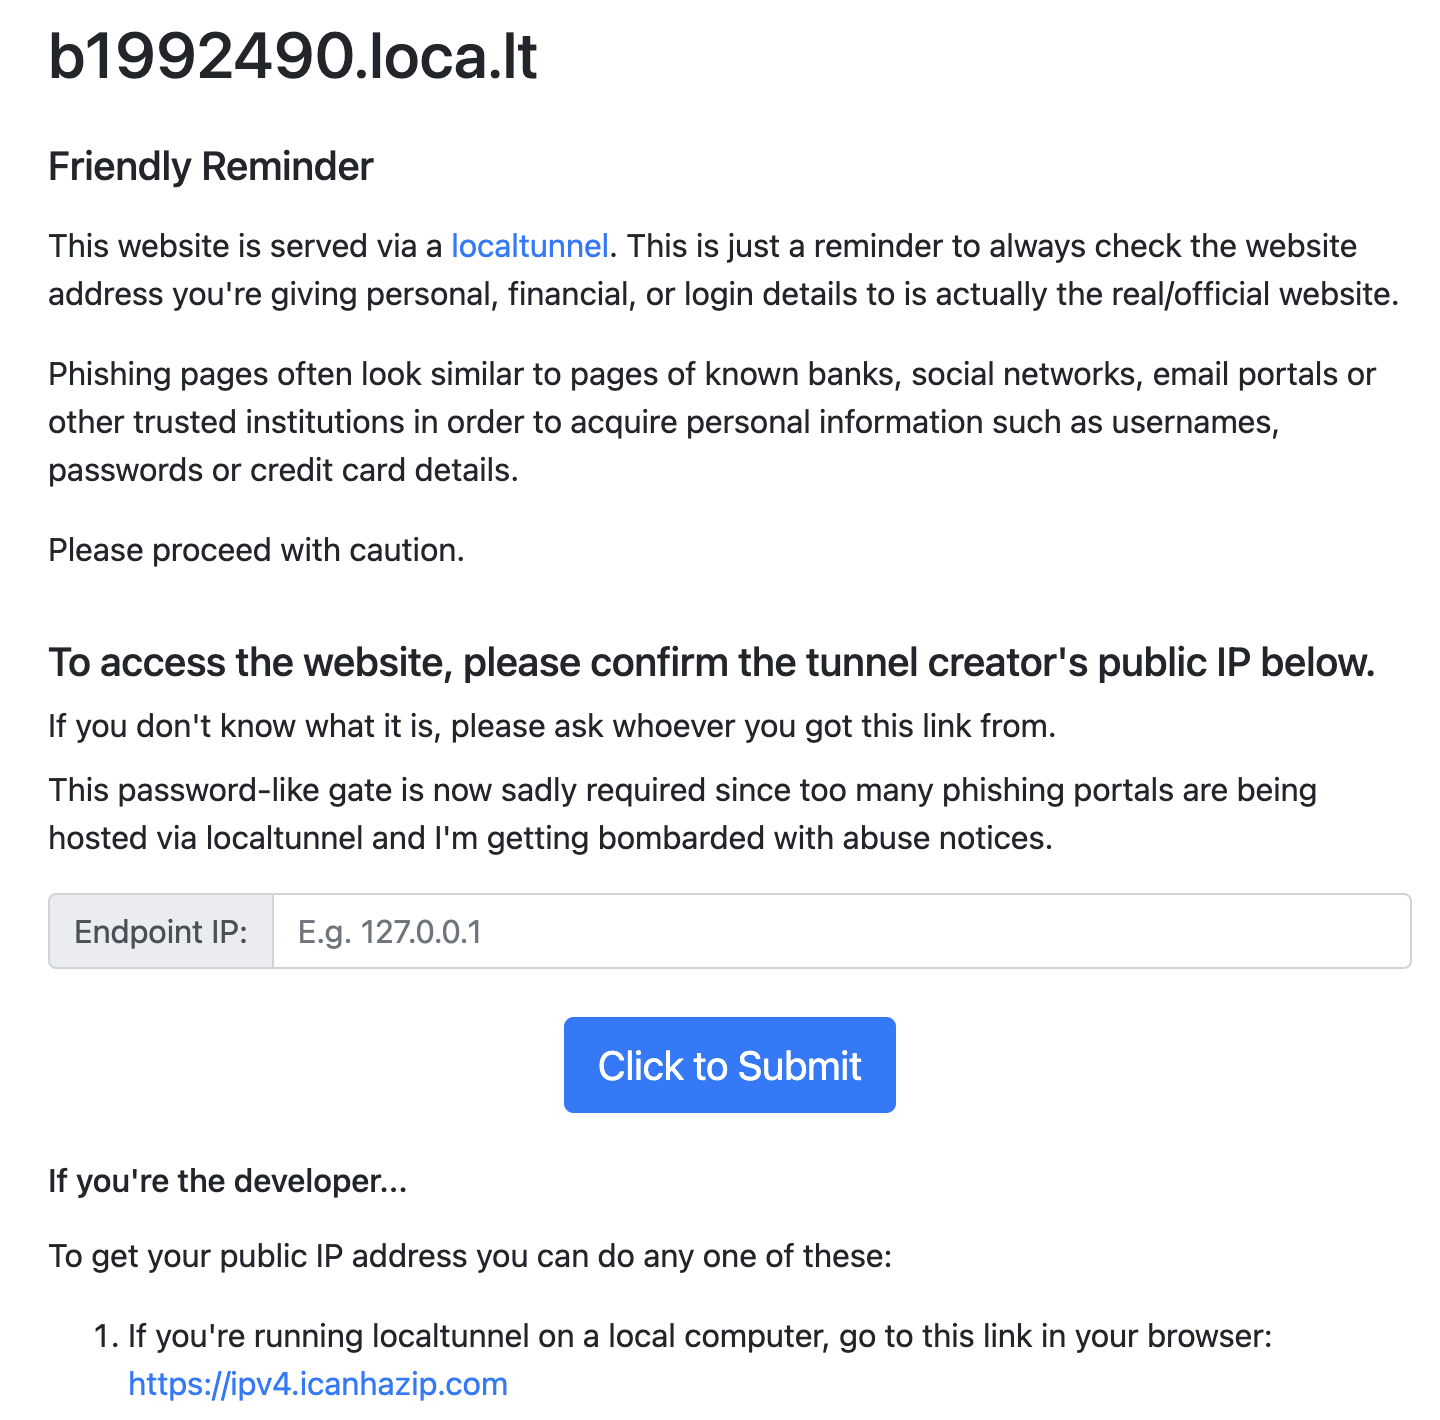 b1992490.loca.lt
Friendly Reminder
This website is served via a localtunnel. This is just a reminder to always check the website
address you're giving personal, financial, or login details to is actually the real/official website.
Phishing pages often look similar to pages of known banks, social networks, email portals or
other trusted institutions in order to acquire personal information such as usernames,
passwords or credit card details.
Please proceed with caution.
To access the website, please confirm the tunnel creator's public IP below.
If you don't know what it is, please ask whoever you got this link from.
This password-like gate is now sadly required since too many phishing portals are being
hosted via localtunnel and I'm getting bombarded with abuse notices.
Endpoint IP: E.g. 127.0.0.1
Click to Submit
If you're the developer...
To get your public IP address you can do any one of these:
1. If you're running localtunnel on a local computer, go to this link in your browser:
https://ipv4.icanhazip.com